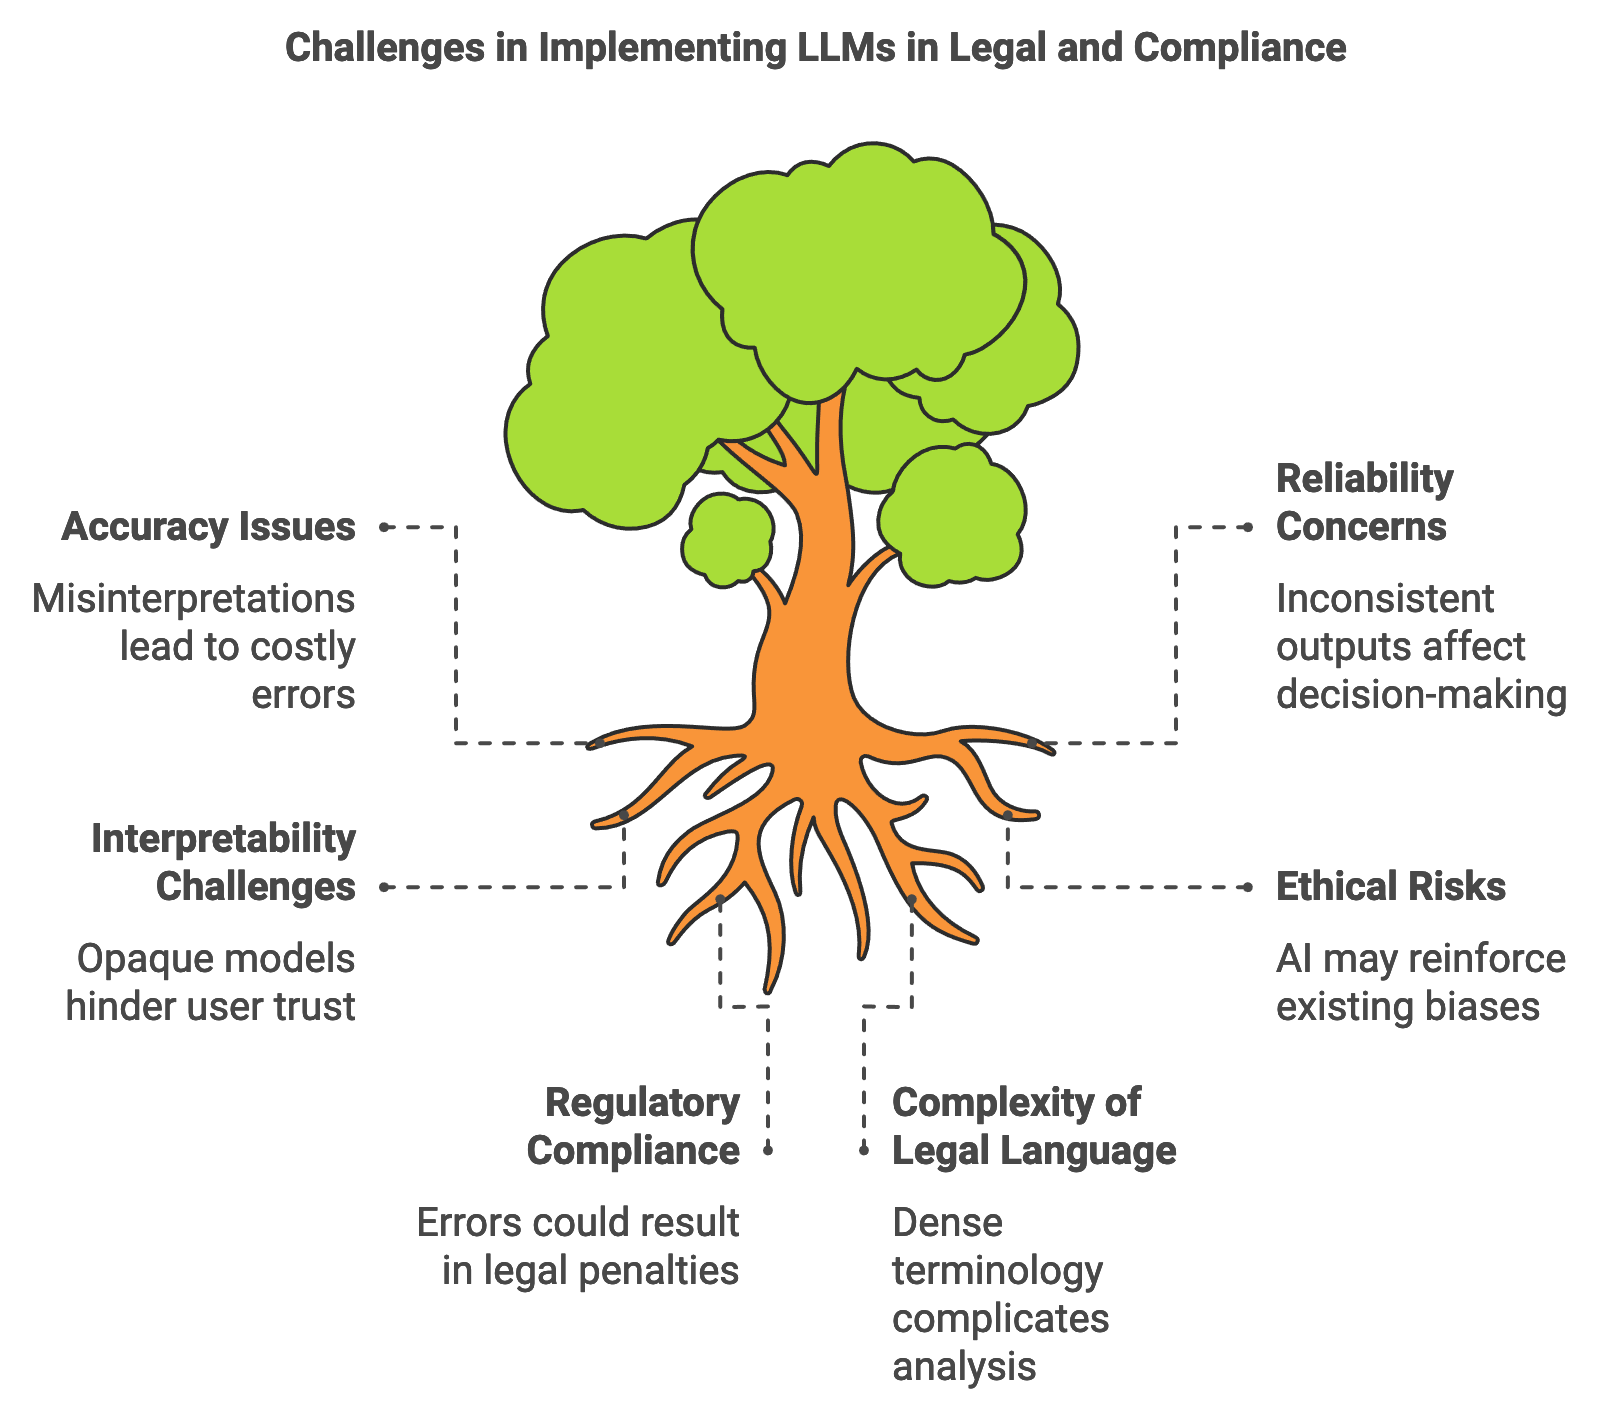 Challenges in Implementing LLMs in Legal and Compliance
Accuracy Issues
Misinterpretations
lead to costly
errors
Reliability
Concerns
Inconsistent
outputs affect
decision-making
Interpretability
Challenges
Opaque models
hinder user trust
Ethical Risks
AI may reinforce
existing biases
Regulatory
Compliance
Errors could result
in legal penalties
Complexity of
Legal Language
Dense
terminology
complicates
analysis